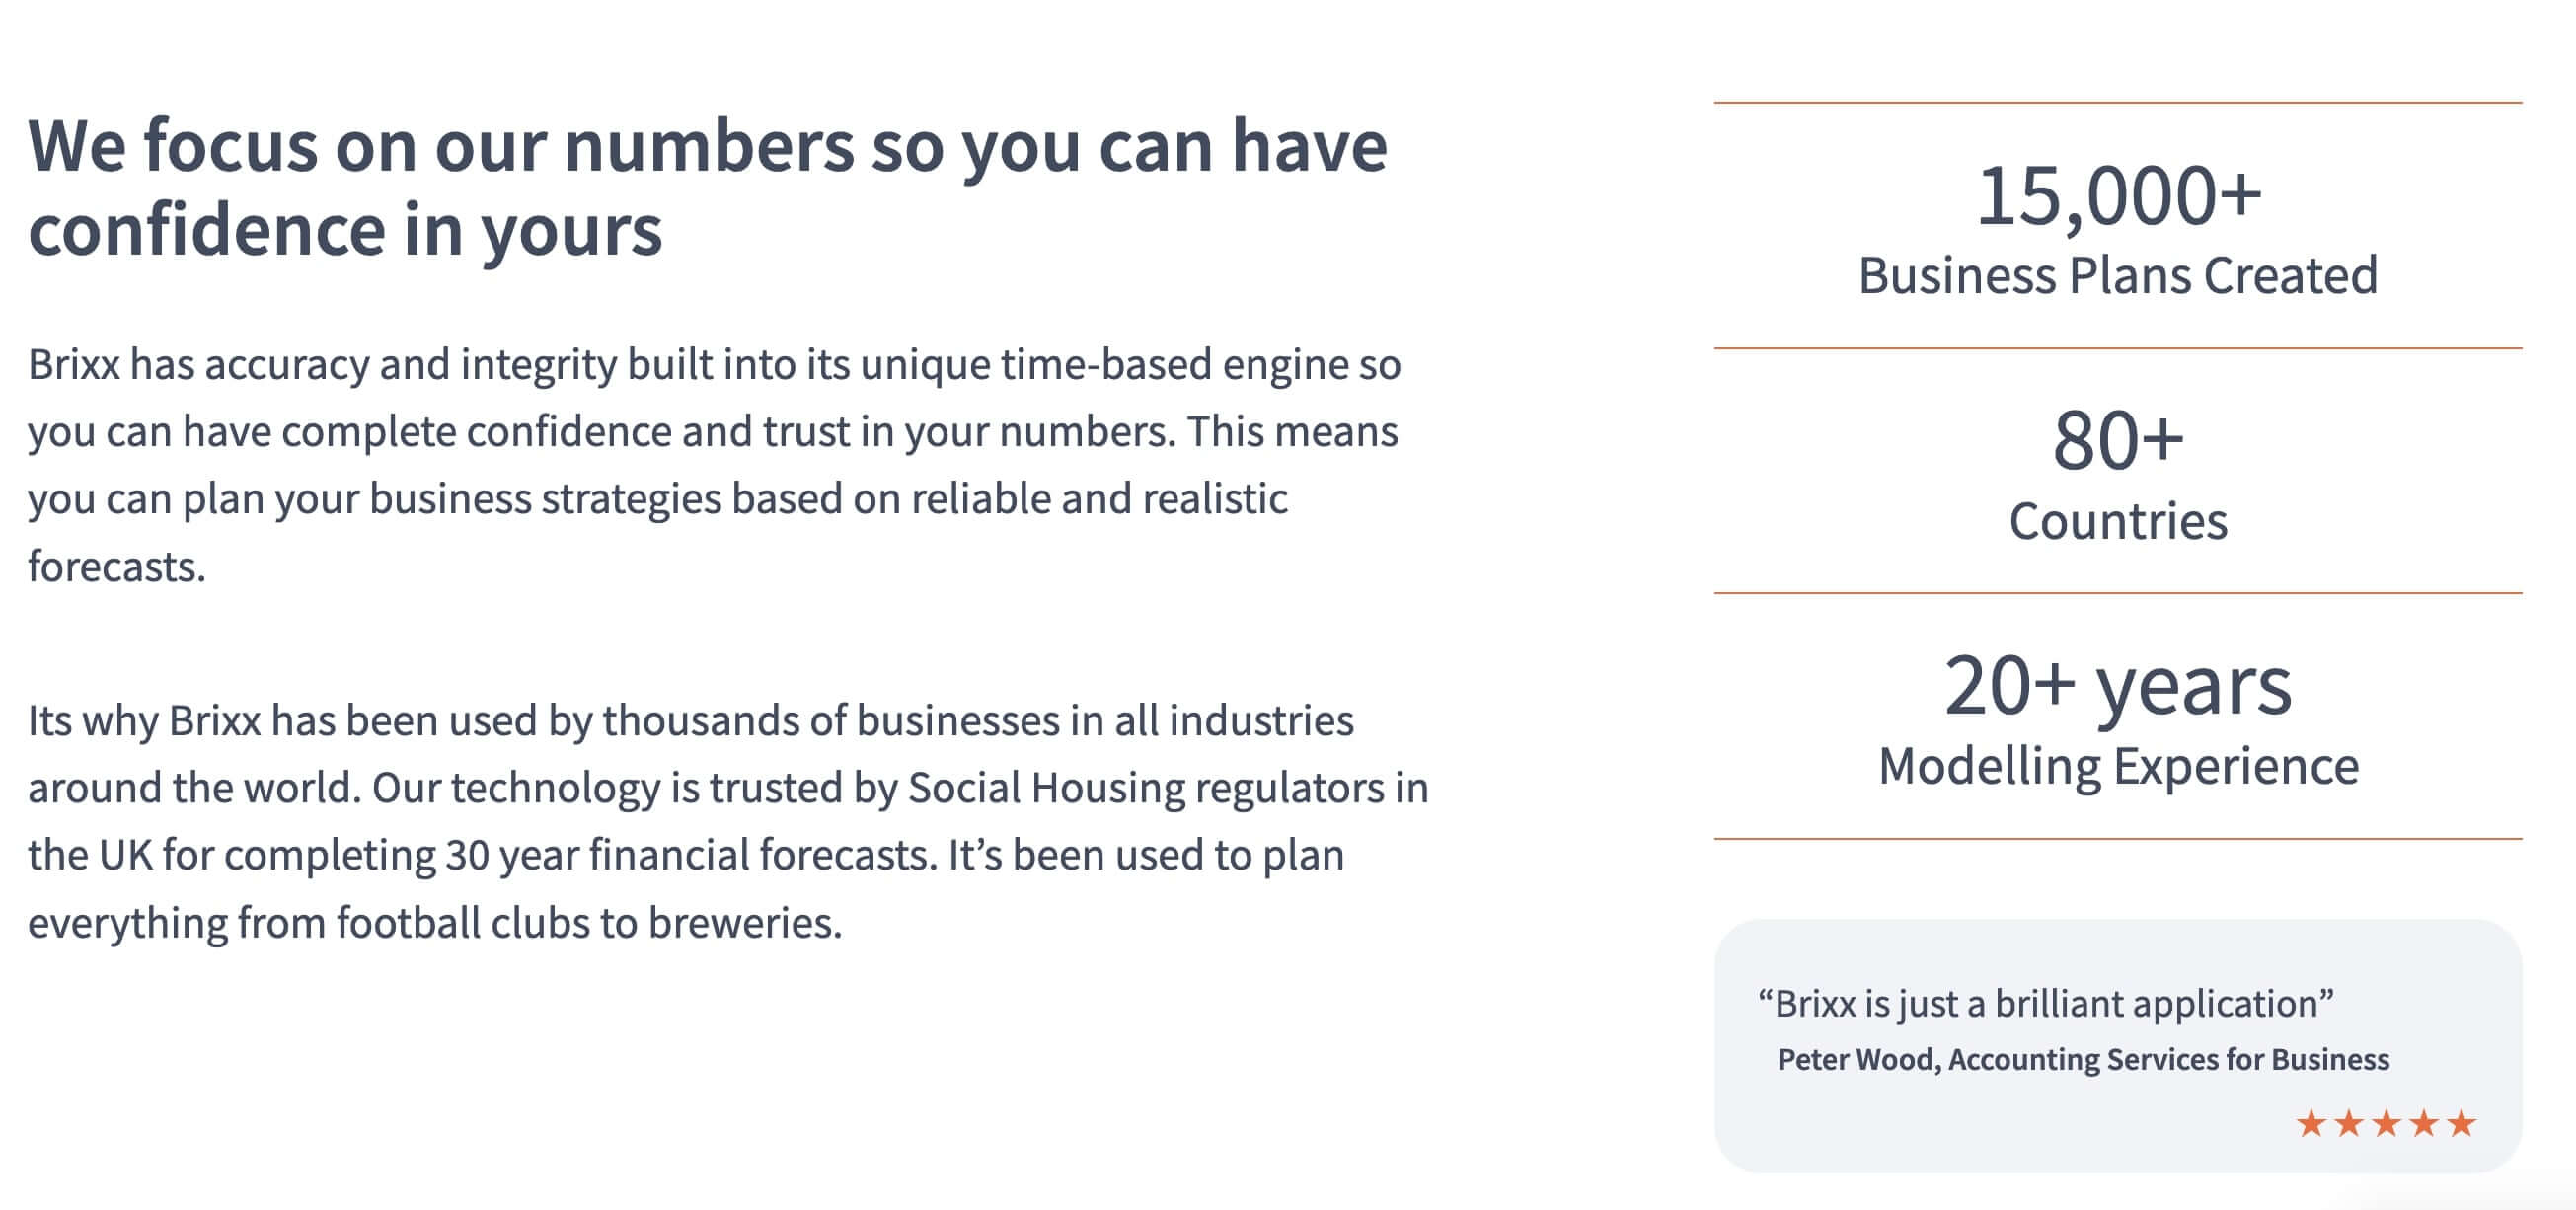 We focus on our numbers so you can have
confidence in yours
Brixx has accuracy and integrity built into its unique time-based engine so
you can have complete confidence and trust in your numbers. This means
you can plan your business strategies based on reliable and realistic
forecasts.
Its why Brixx has been used by thousands of businesses in all industries
around the world. Our technology is trusted by Social Housing regulators in
the UK for completing 30 year financial forecasts. It’s been used to plan
everything from football clubs to breweries.
15,000+
Business Plans Created
80+
Countries
20+ years
Modelling Experience
“Brixx is just a brilliant application”
Peter Wood, Accounting Services for Business
★★★★★